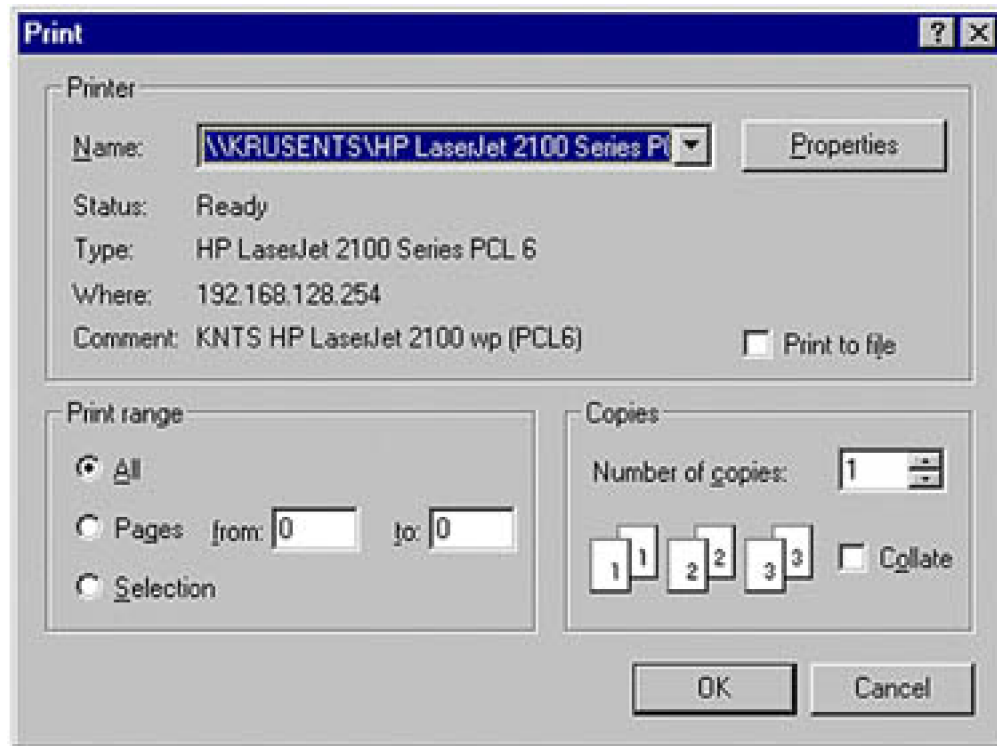 Print
Printer
Name: \\KRUSENTS\HP LaserJet 2100 Series P Properties
Status: Ready
Type: HP LaserJet 2100 Series PCL 6
Where: 192.168.128.254
Comment: KNTS HP LaserJet 2100 wp (PCL6)
Print to file
Print range
All
Pages from: 0 to: 0
Selection
Copies
Number of copies: 1
1 1 2 2 3 3
Collate
OK Cancel